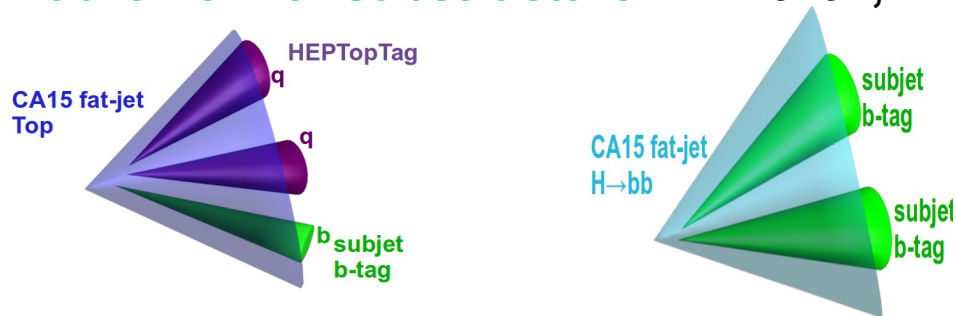 HEPTopTag
q
CA15 fat-jet
Top
q
b subjet
b-tag
subjet
b-tag
CA15 fat-jet
H→bb
subjet
b-tag